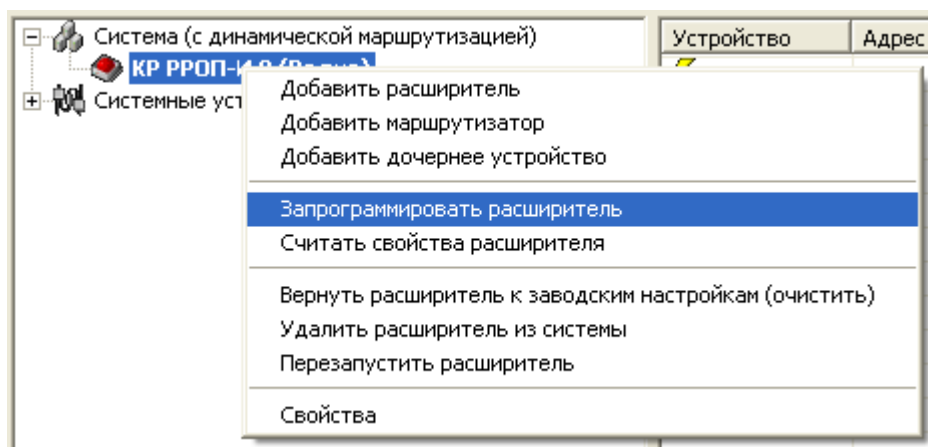 Система (с динамической маршрутизацией)
Устройство
Адрес
КР РРОП-И
Системные уст
Добавить расширитель
Добавить маршрутизатор
Добавить дочернее устройство
Запрограммировать расширитель
Считать свойства расширителя
Вернуть расширитель к заводским настройкам (очистить)
Удалить расширитель из системы
Перезапустить расширитель
Свойства